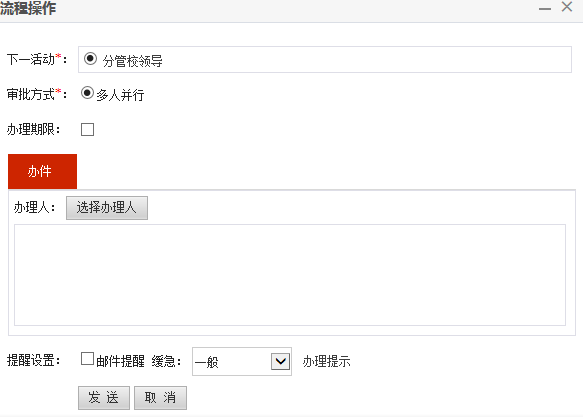 流程操作
下一活动*： 分管校领导
审批方式*： 多人并行
办理期限：
办件
办理人： 选择办理人
提醒设置： 邮件提醒 缓急： 一般 办理提示
发 送 取 消